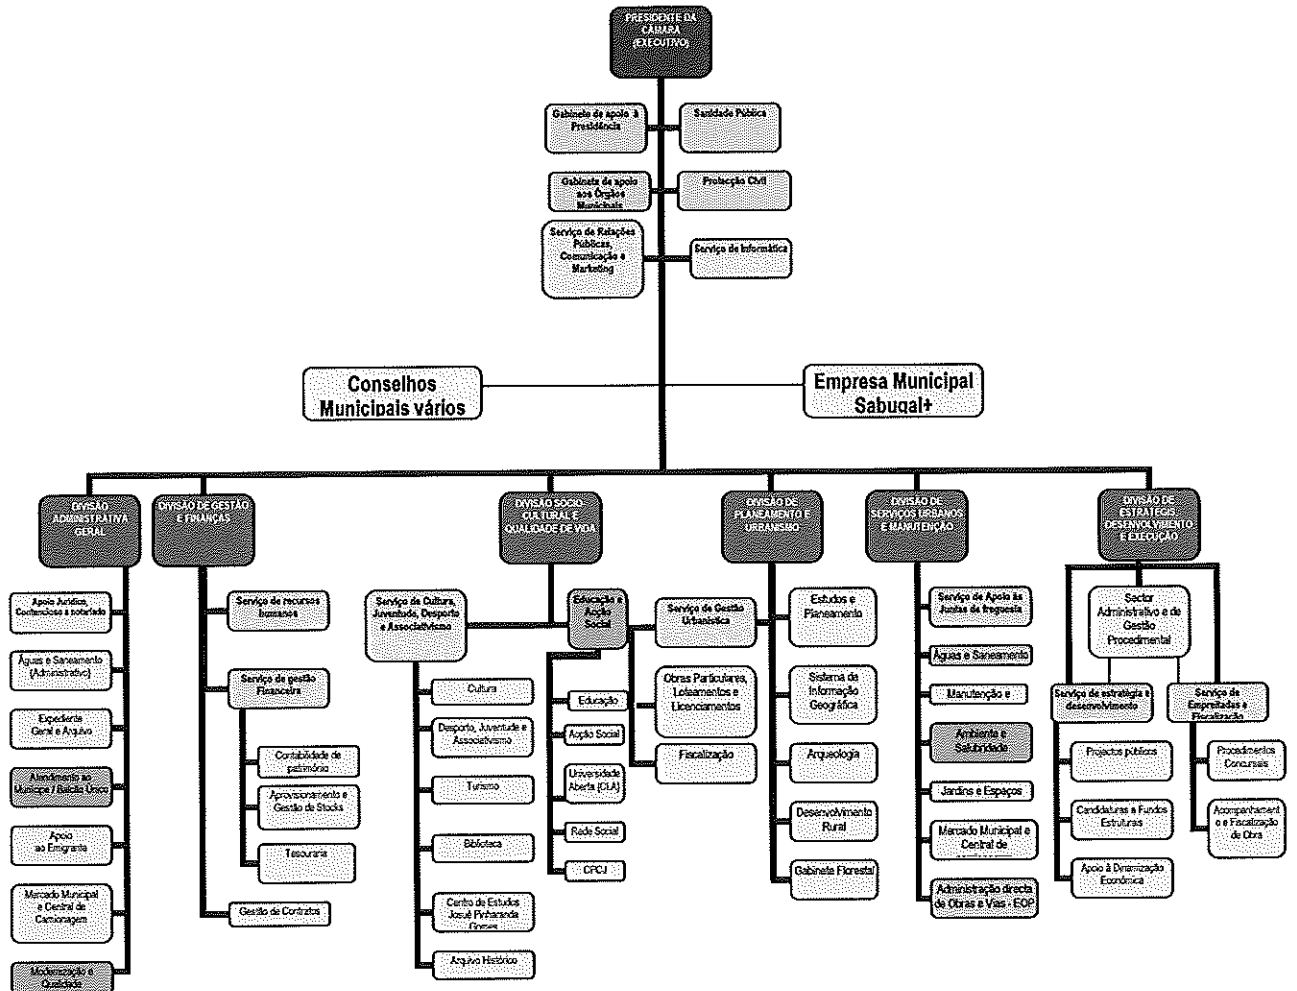 PRESIDENTE DA
CÂMARA
(EXECUTIVO)
Gabinete de apoio à
Presidência
Sanidade Pública
Gabinete de apoio
aos Órgãos
Municipais
Protecção Civil
Serviço de Relações
Públicas,
Comunicação e
Marketing
Serviço de Informática
Conselhos
Municipais vários
Empresa Municipal
Sabugal+
DIVISÃO
ADMINISTRATIVA
GERAL
Apoio Jurídico,
Contencioso e notariado
Águas e Saneamento
(Administrativo)
Expediente
Geral e Arquivo
Atendimento ao
Munícipe / Balcão Único
Apoio
ao Emigrante
Mercado Municipal
e Central de
Camionagem
Modernização e
Qualidade
DIVISÃO DE GESTÃO
E FINANÇAS
Serviço de recursos
humanos
Serviço de gestão
Financeira
Contabilidade de
património
Aprovisionamento e
Gestão de Stocks
Tesouraria
Gestão de Contratos
DIVISÃO SOCIO-
CULTURAL E
QUALIDADE DE VIDA
Serviço de Cultura,
Juventude, Desporto
e Associativismo
Cultura
Desporto, Juventude e
Associativismo
Turismo
Biblioteca
Centro de Estudos
Josué Pinharanda
Gomes
Arquivo Histórico
Educação e
Acção
Social
Educação
Acção Social
Universidade
Aberta (CLA)
Rede Social
CPCJ
DIVISÃO DE
PLANEAMENTO E
URBANISMO
Serviço de Gestão
Urbanística
Obras Particulares,
Loteamentos e
Licenciamentos
Fiscalização
Estudos e
Planeamento
Sistema de
Informação
Geográfica
Arqueologia
Desenvolvimento
Rural
Gabinete Florestal
DIVISÃO DE
SERVIÇOS URBANOS
E MANUTENÇÃO
Serviço de Apoio às
Juntas de freguesia
Águas e Saneamento
Manutenção e
Ambiente e
Salubridade
Jardins e Espaços
Mercado Municipal e
Central de
Administração directa
de Obras e Vias - EOP
DIVISÃO DE
ESTRATEGIS,
DESENVOLVIMENTO
E EXECUÇÃO
Sector
Administrativo e de
Gestão
Procedimental
Serviço de estratégia e
desenvolvimento
Projectos públicos
Candidaturas a Fundos
Estruturais
Apoio à Dinamização
Económica
Serviço de
Empreitadas e
Fiscalização
Procedimentos
Concursais
Acompanhament
o e Fiscalização
de Obra